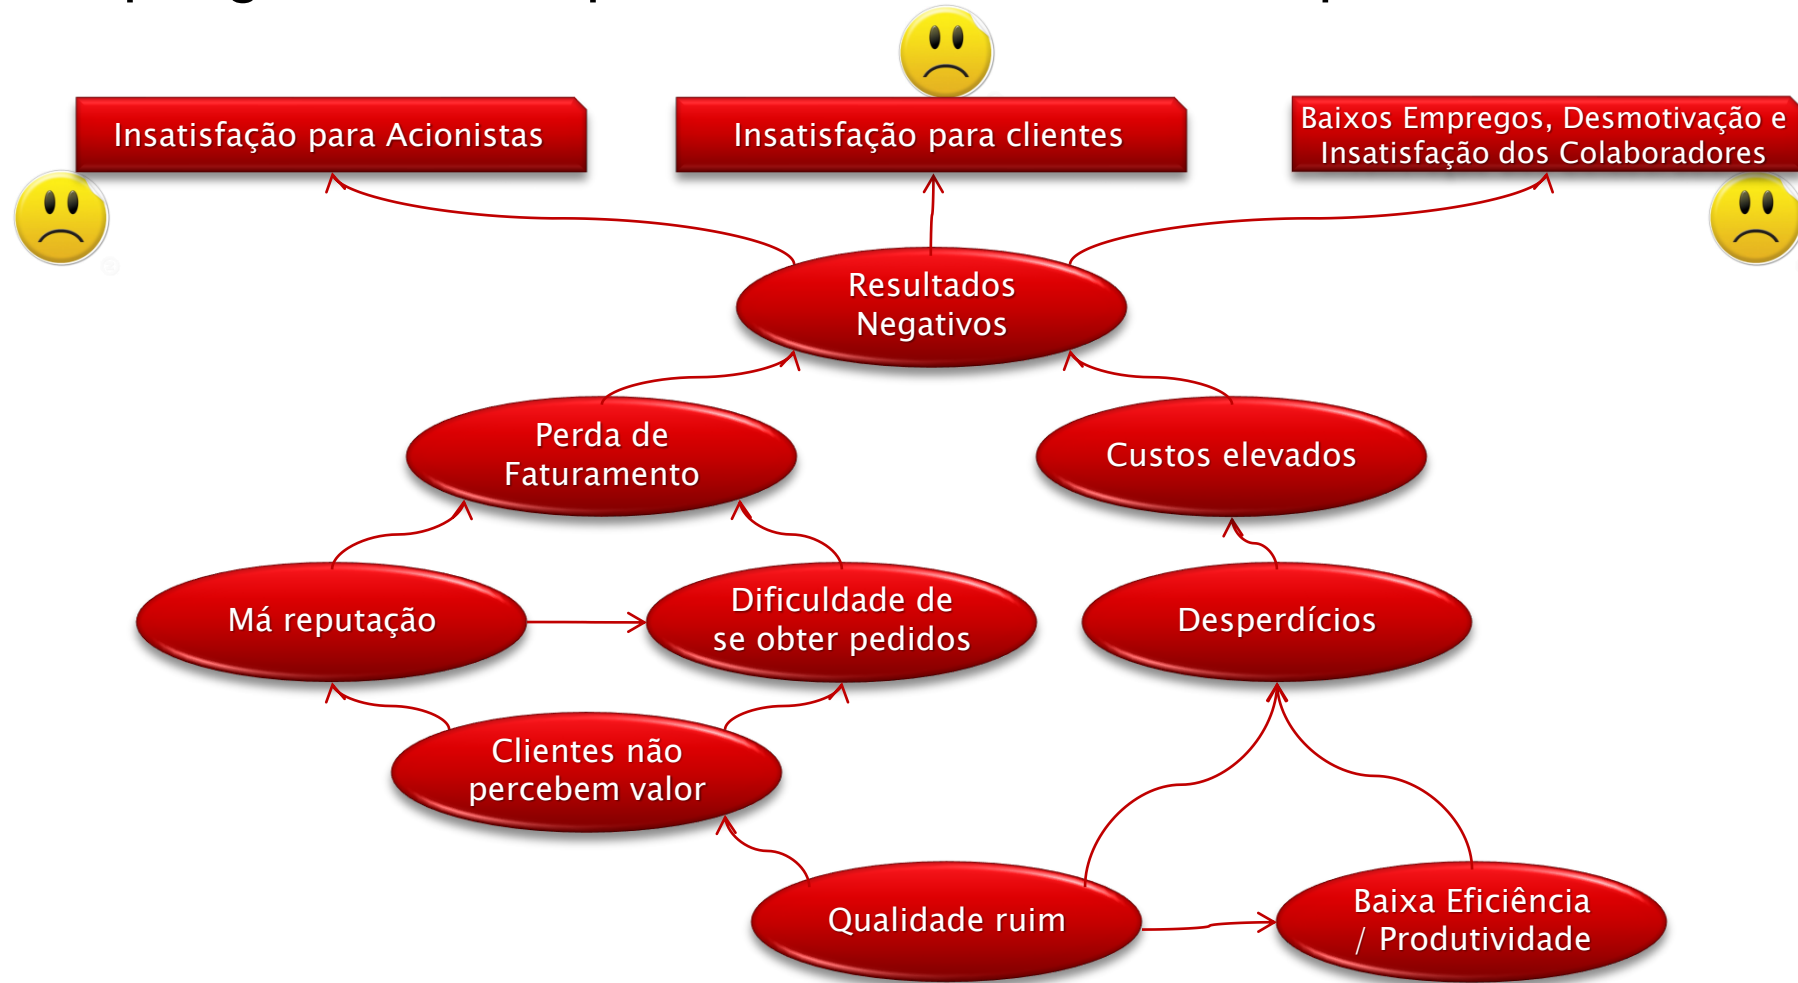 Insatisfação para Acionistas
Insatisfação para clientes
Baixos Empregos, Desmotivação e
Insatisfação dos Colaboradores
Resultados
Negativos
Perda de
Faturamento
Custos elevados
Má reputação
Dificuldade de
se obter pedidos
Desperdícios
Clientes não
percebem valor
Qualidade ruim
Baixa Eficiência
/ Produtividade